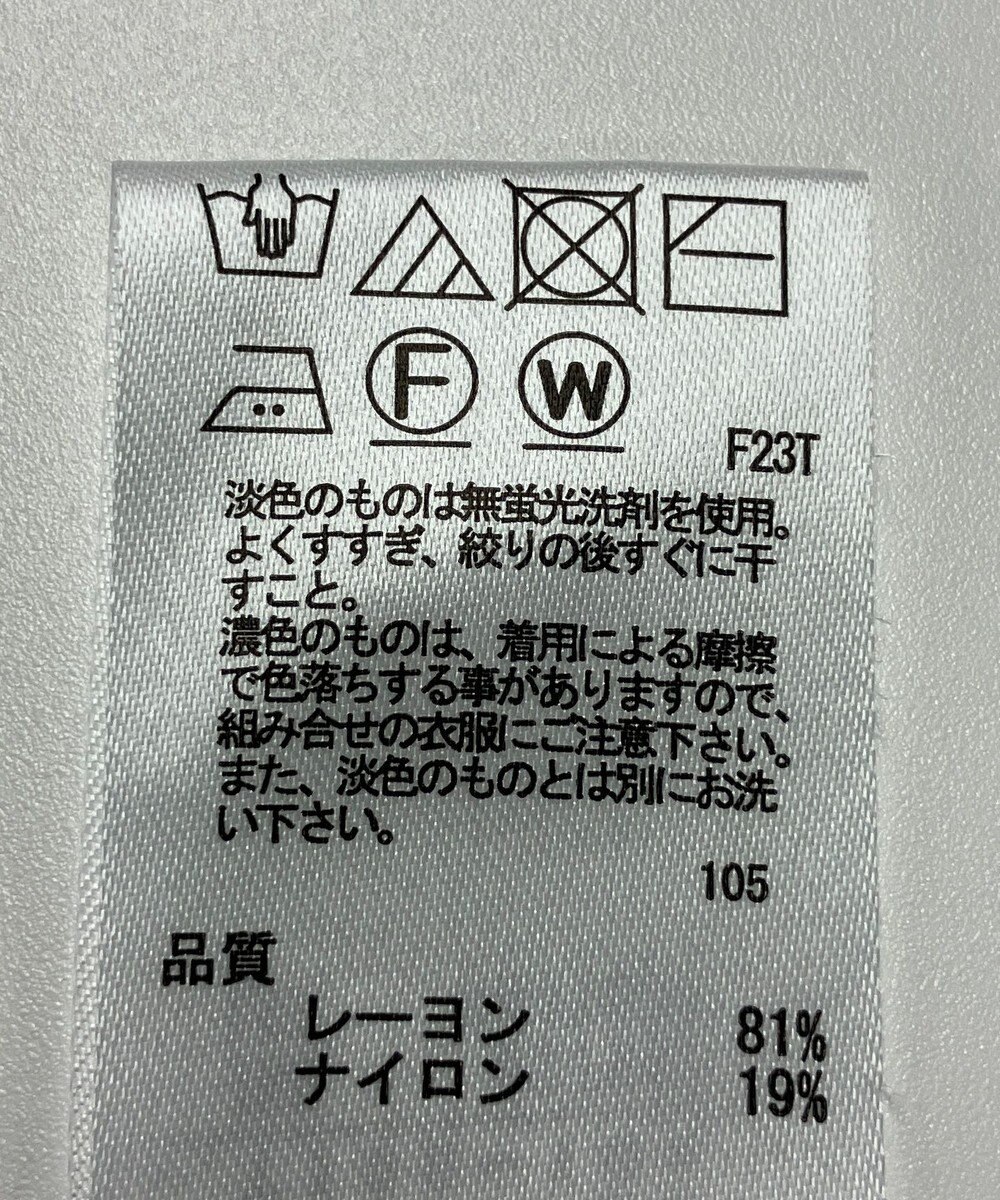 F
W
F23T
淡色のものは無蛍光洗剤を使用。
よくすすぎ、絞りの後すぐに干
すこと。
濃色のものは、着用による摩擦
で色落ちする事がありますので、
組み合せの衣服にご注意下さい。
また、淡色のものとは別にお洗
い下さい。
105
品質
レーヨン 81%
ナイロン 19%